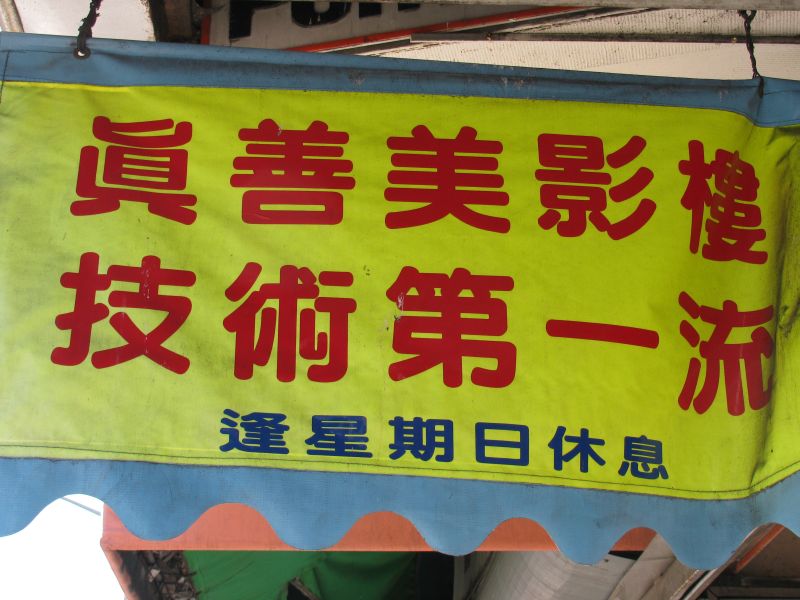 眞善美影樓
技術第一流
逢星期日休息